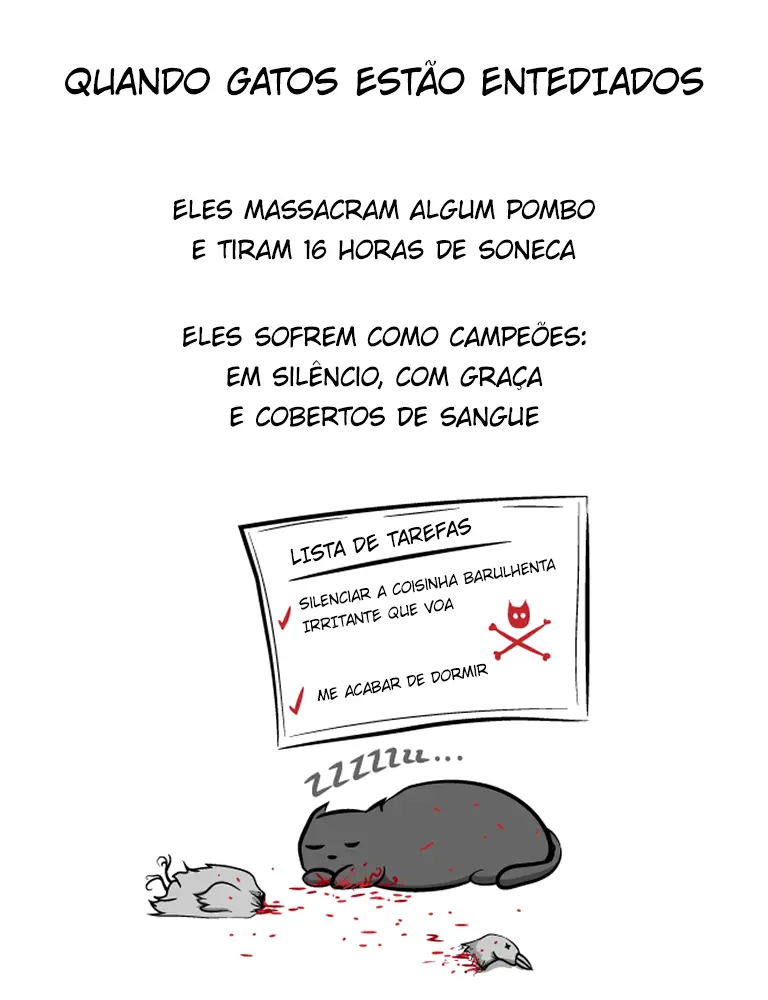 QUANDO GATOS ESTÃO ENTEDIADOS
ELES MASSACRAM ALGUM POMBO
E TIRAM 16 HORAS DE SONECA
ELES SOFREM COMO CAMPEÕES:
EM SILÊNCIO, COM GRAÇA
E COBERTOS DE SANGUE
LISTA DE TAREFAS
SILENCIAR A COISINHA BARULHENTA
IRRITANTE QUE VOA
ME ACABAR DE DORMIR
ZZZZZZZ...